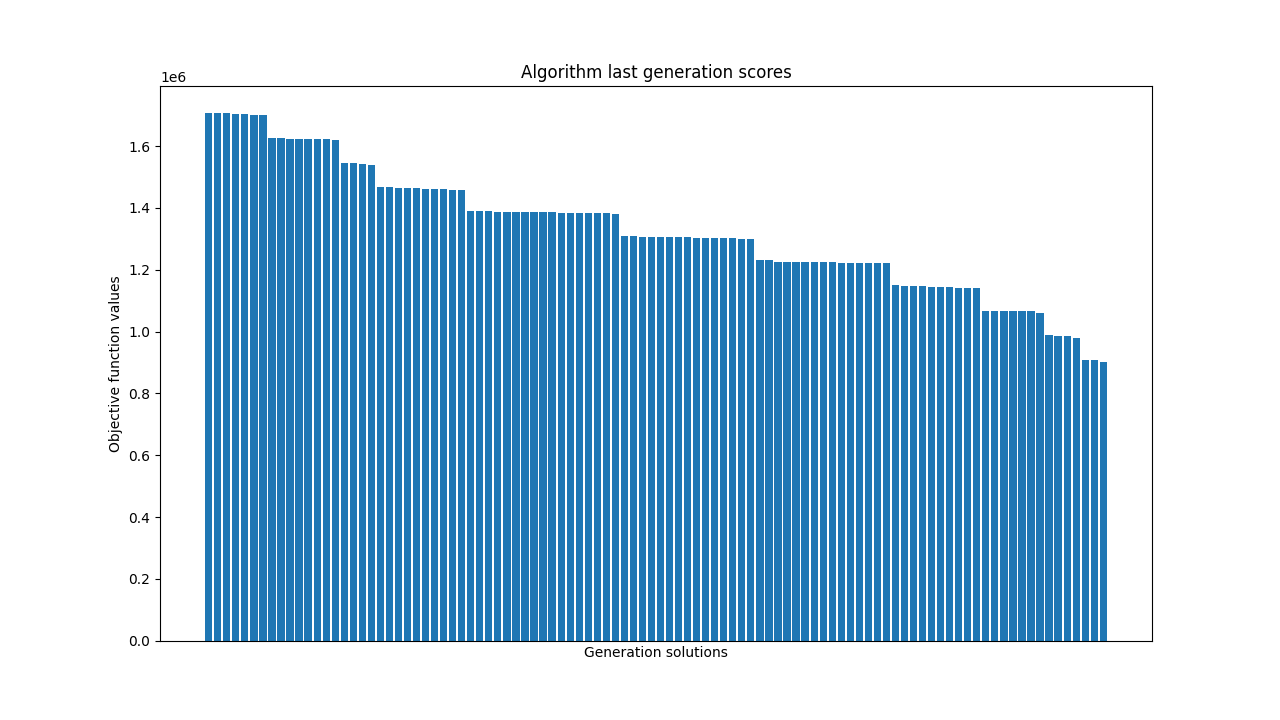 Algorithm last generation scores
1e6
1.6
1.4
1.2
1.0
0.8
0.6
0.4
0.2
0.0
Objective function values
Generation solutions